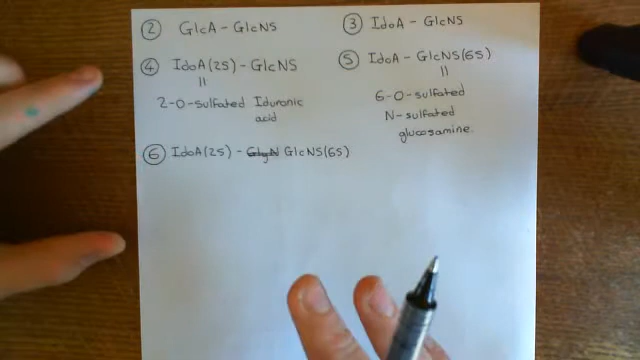 ② GlcA - GlcNS
③ IdoA - GlcNS
④ IdoA(2S) - GlcNS
2-O-sulfated Iduronic
acid
⑤ IdoA - GlcNS(6S)
6-O-sulfated
N-sulfated
glucosamine.
⑥ IdoA(2S) - GlcNS(6S)